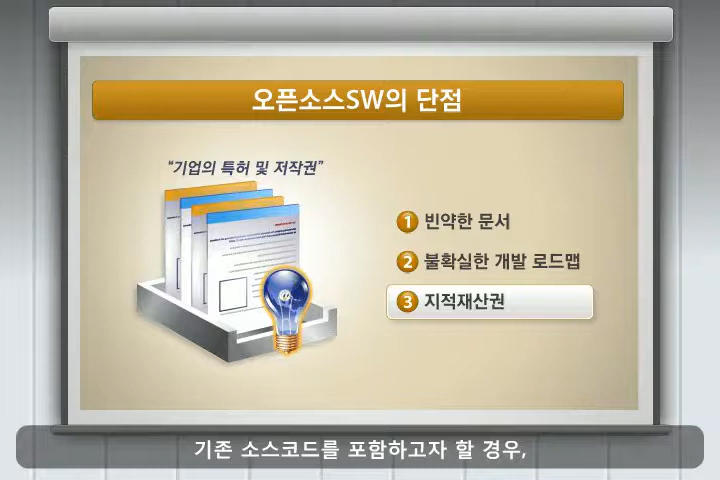 오픈소스SW의 단점
“기업의 특허 및 저작권”
1 빈약한 문서
2 불확실한 개발 로드맵
3 지적재산권
기존 소스코드를 포함하고자 할 경우,